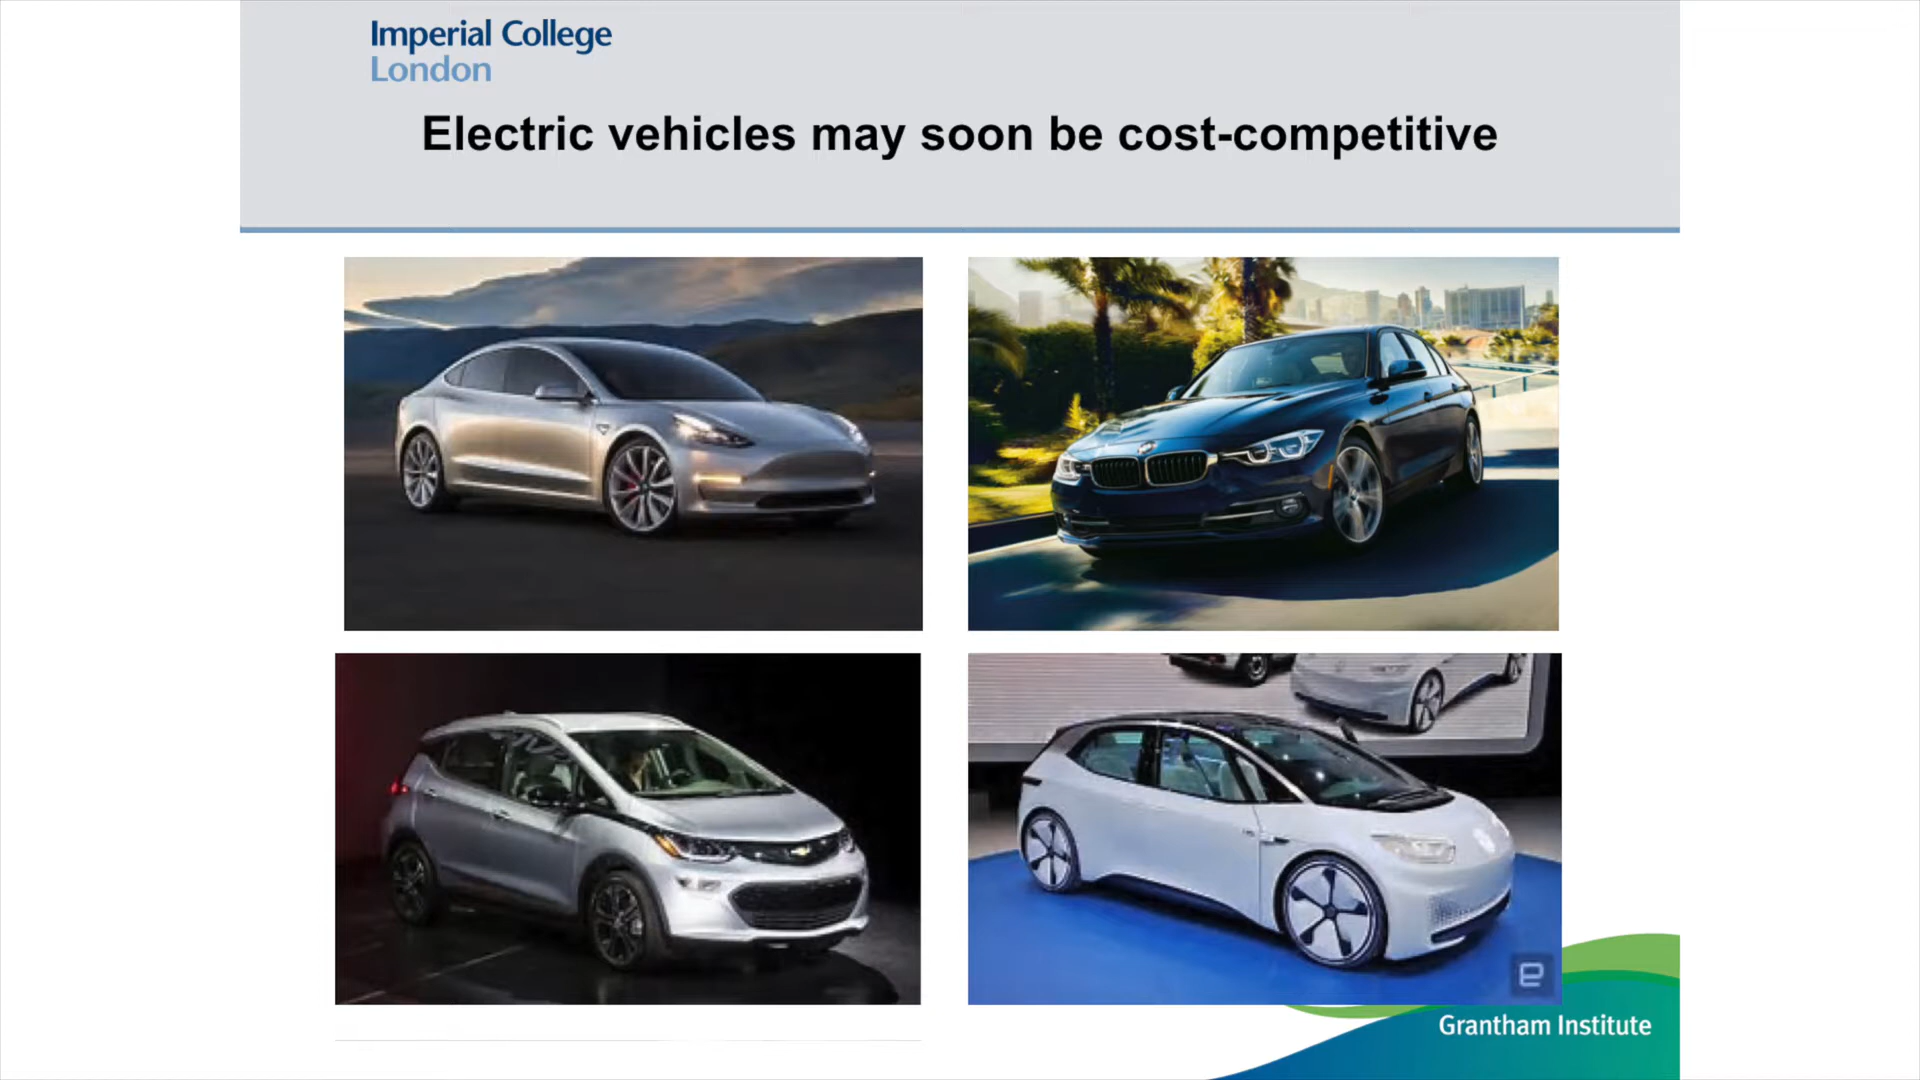 Imperial College
London
Electric vehicles may soon be cost-competitive
e
Grantham Institute